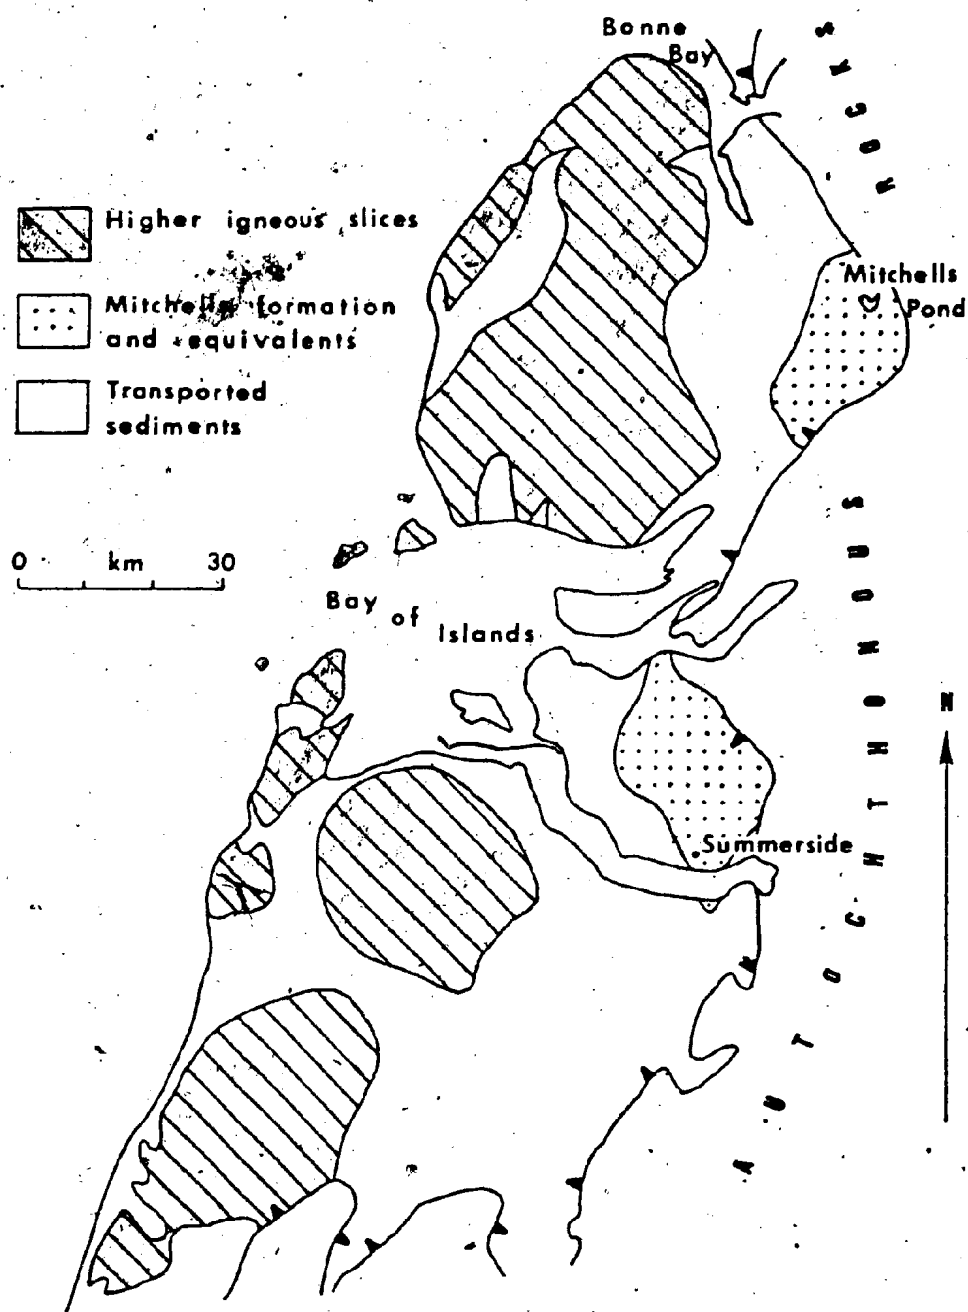 Bonne
Bay
Higher igneous slices
Mitchells formation
and equivalents
Transported
sediments
Mitchells
Pond
0 km 30
Bay
of
Islands
Summerside
N
AUTOCHTHONOUS
ROCKS